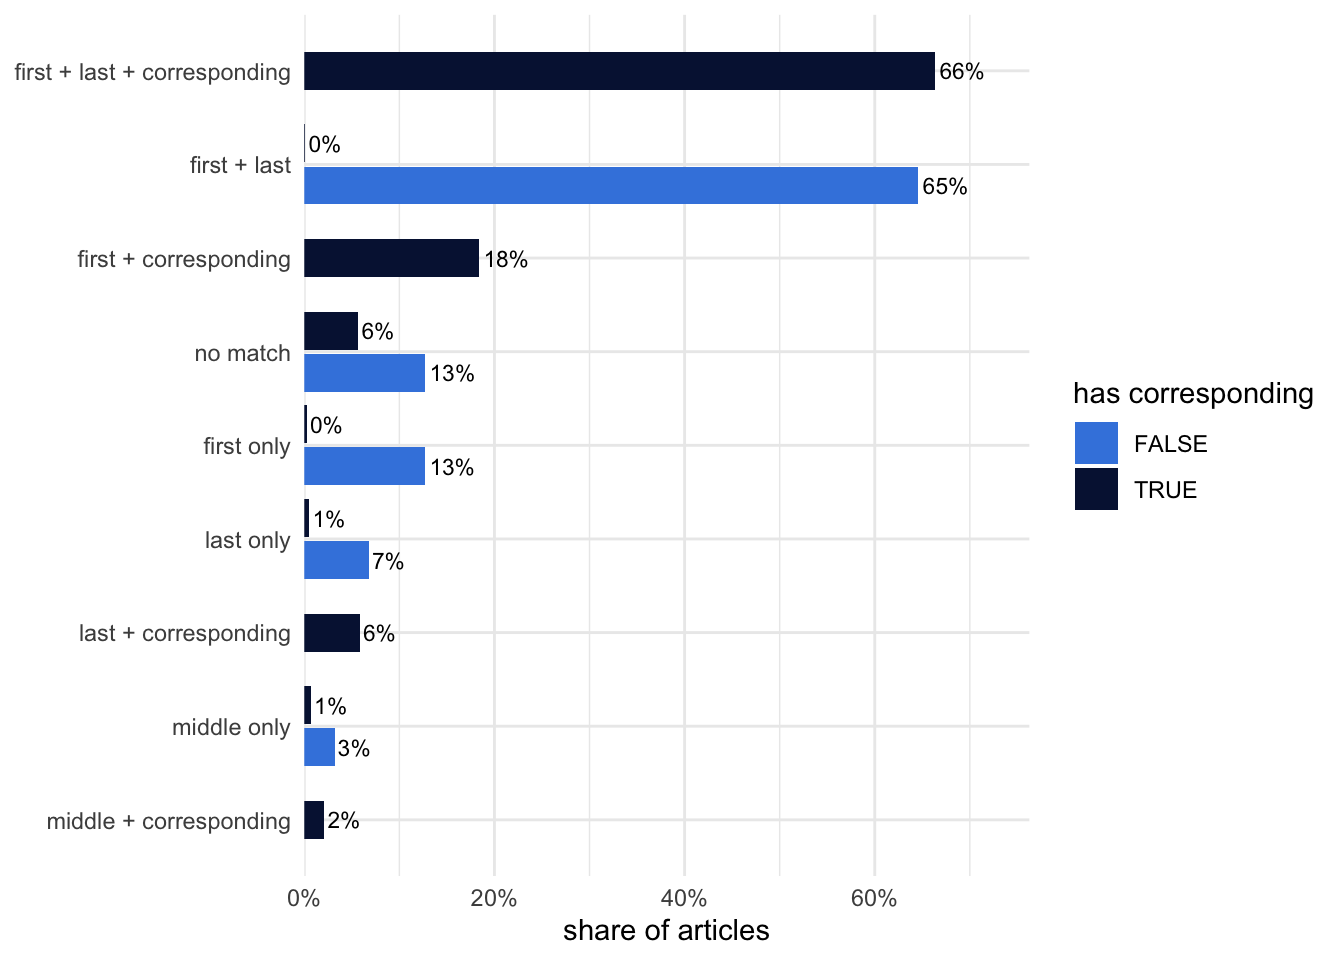 first + last + corresponding
66%
0%
first + last
65%
first + corresponding
18%
6%
no match
13%
0%
first only
13%
1%
last only
7%
last + corresponding
6%
1%
middle only
3%
middle + corresponding
2%
0%
20%
40%
60%
share of articles
has corresponding
FALSE
TRUE